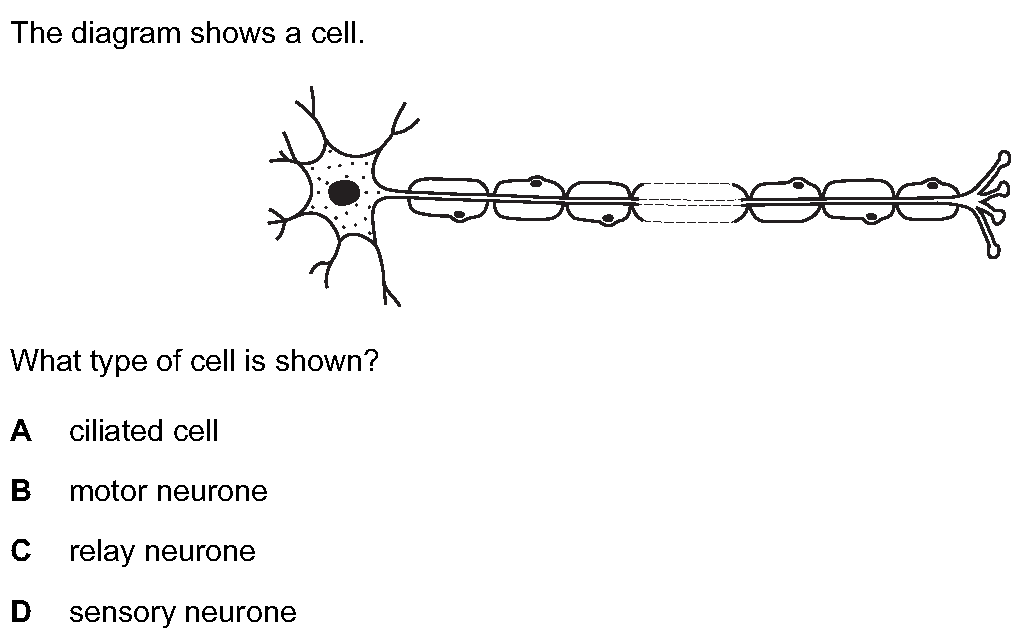 The diagram shows a cell.
What type of cell is shown?
A ciliated cell
B motor neurone
C relay neurone
D sensory neurone